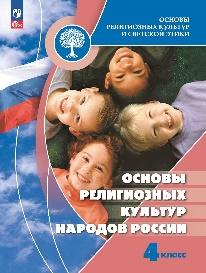 ОСНОВЫ
РЕЛИГИОЗНЫХ КУЛЬТУР
И СВЕТСКОЙ ЭТИКИ
ОСНОВЫ
РЕЛИГИОЗНЫХ
КУЛЬТУР
НАРОДОВ РОССИИ
4 класс